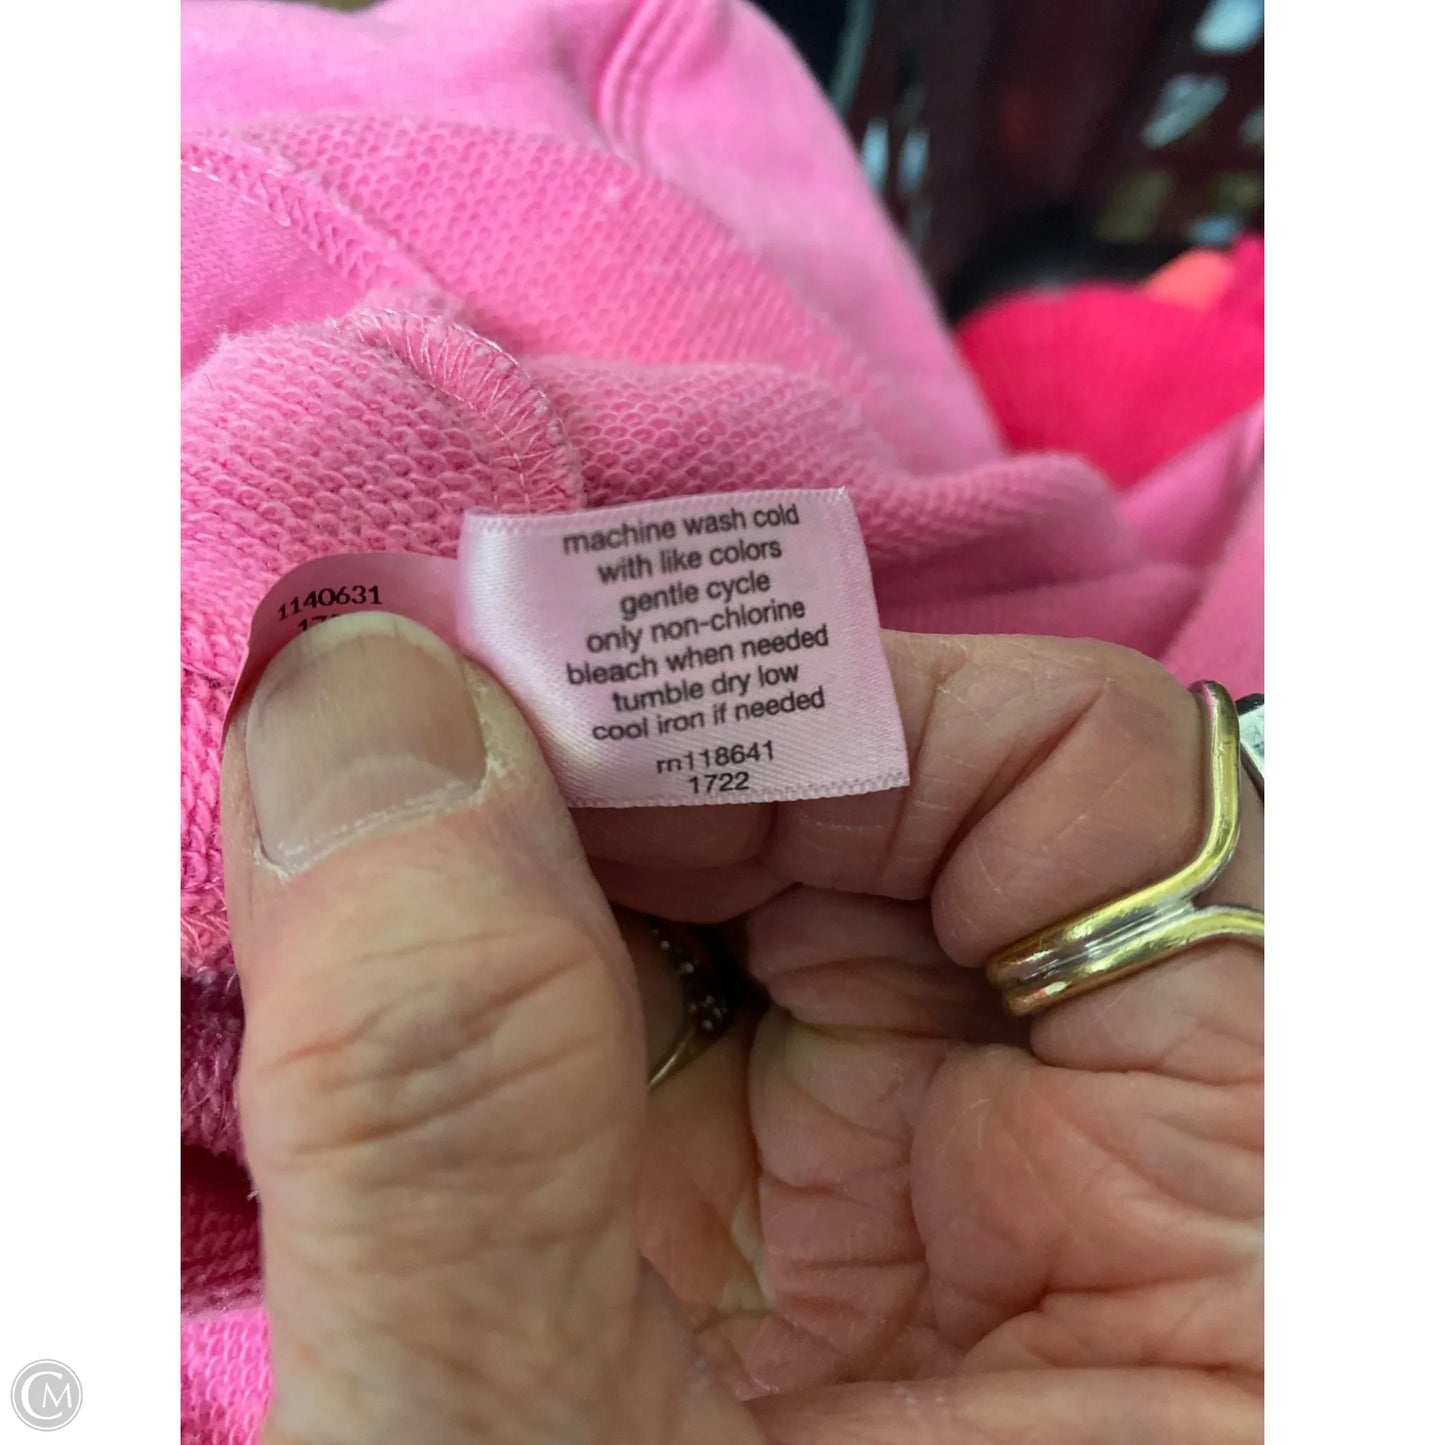 machine wash cold
with like colors
gentle cycle
only non-chlorine
bleach when needed
tumble dry low
cool iron if needed
rn118641
1722
1140631
CM